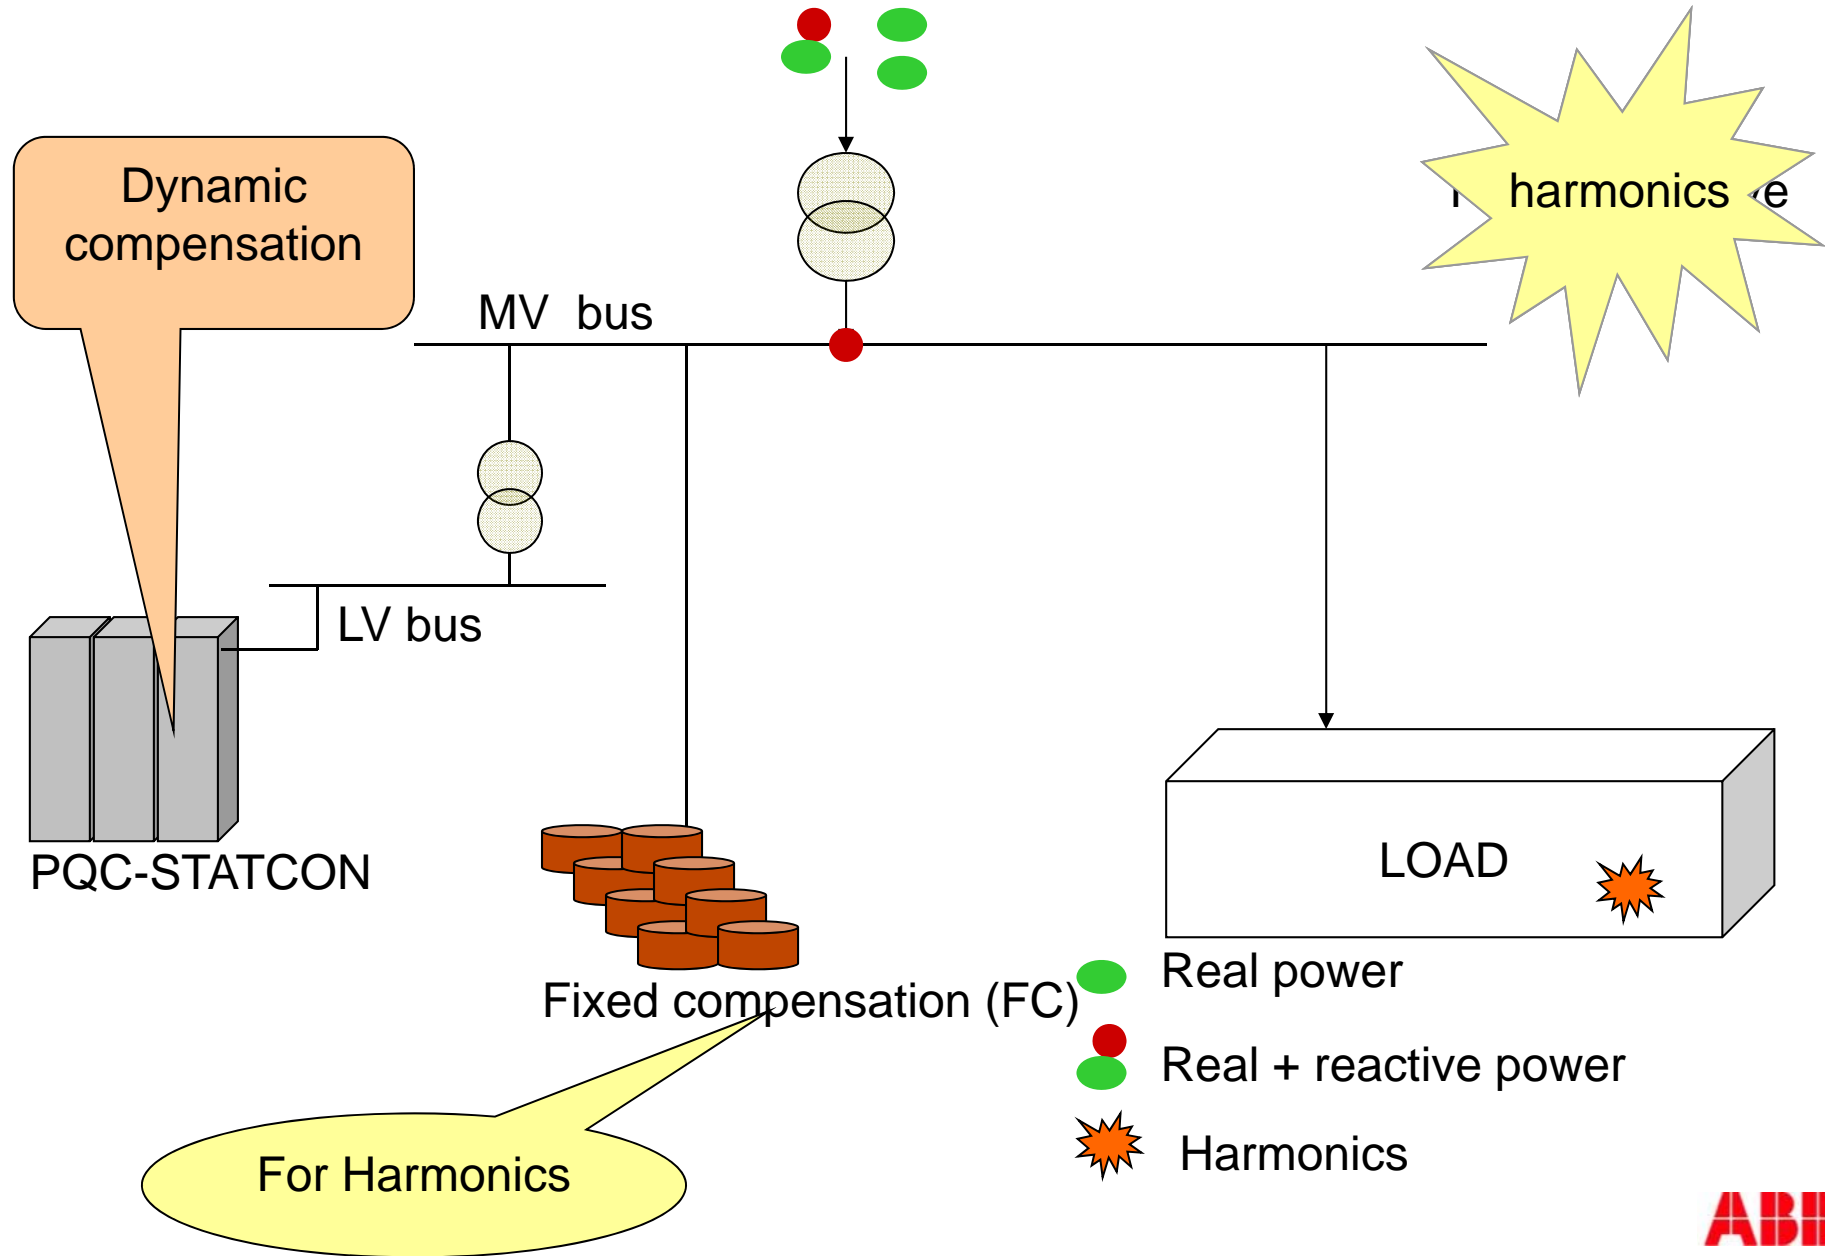 Dynamic
compensation
harmonics
MV bus
LV bus
PQC-STATCON
LOAD
Fixed compensation (FC)
Real power
Real + reactive power
Harmonics
For Harmonics